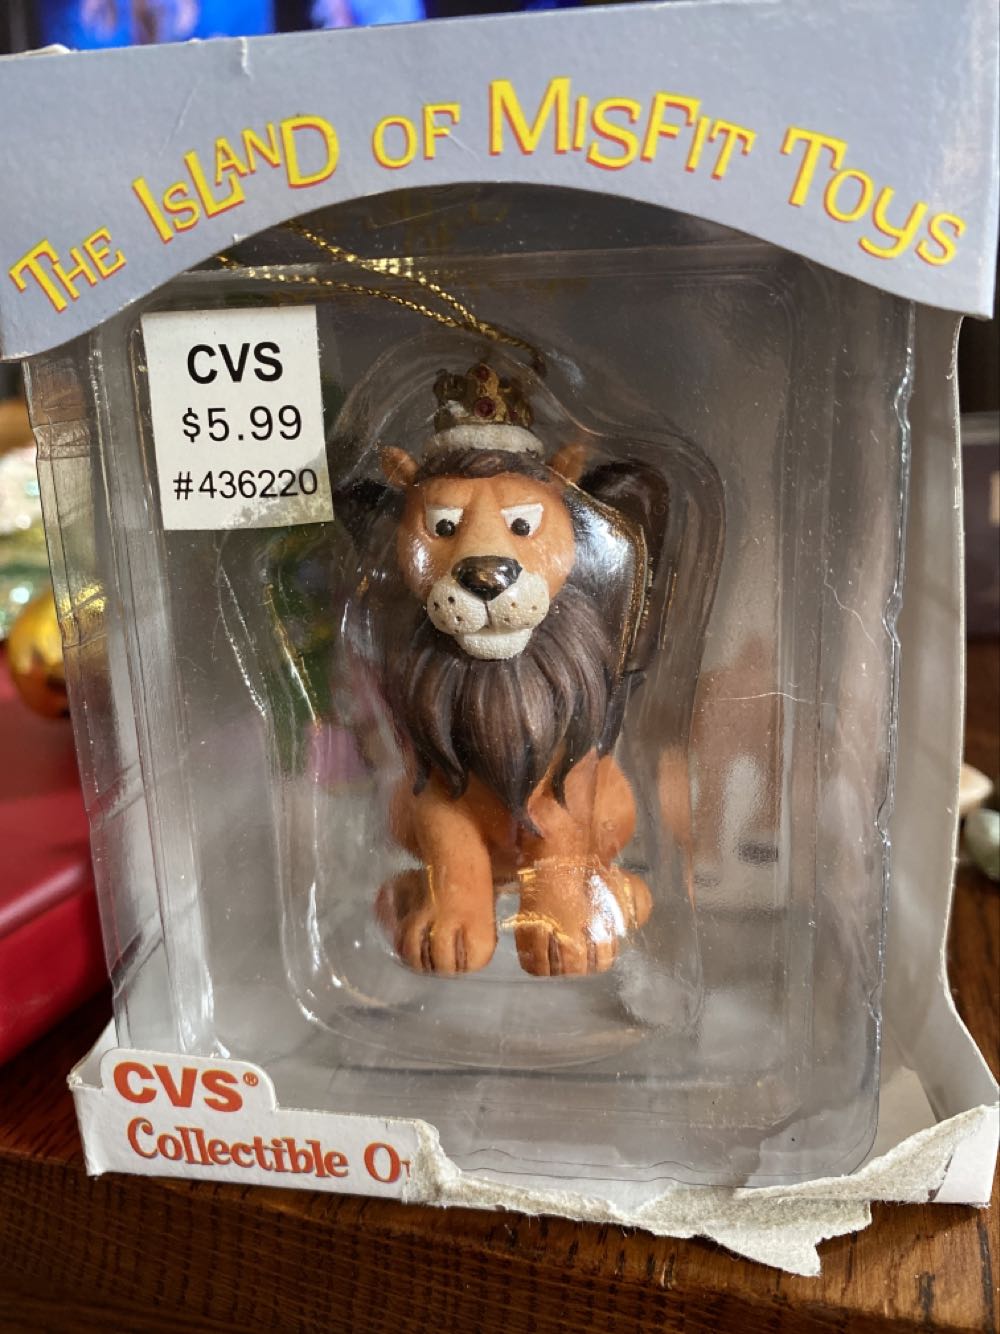 THE ISLAND OF MISFIT TOYS
CVS
$5.99
#436220
CVS®
Collectible